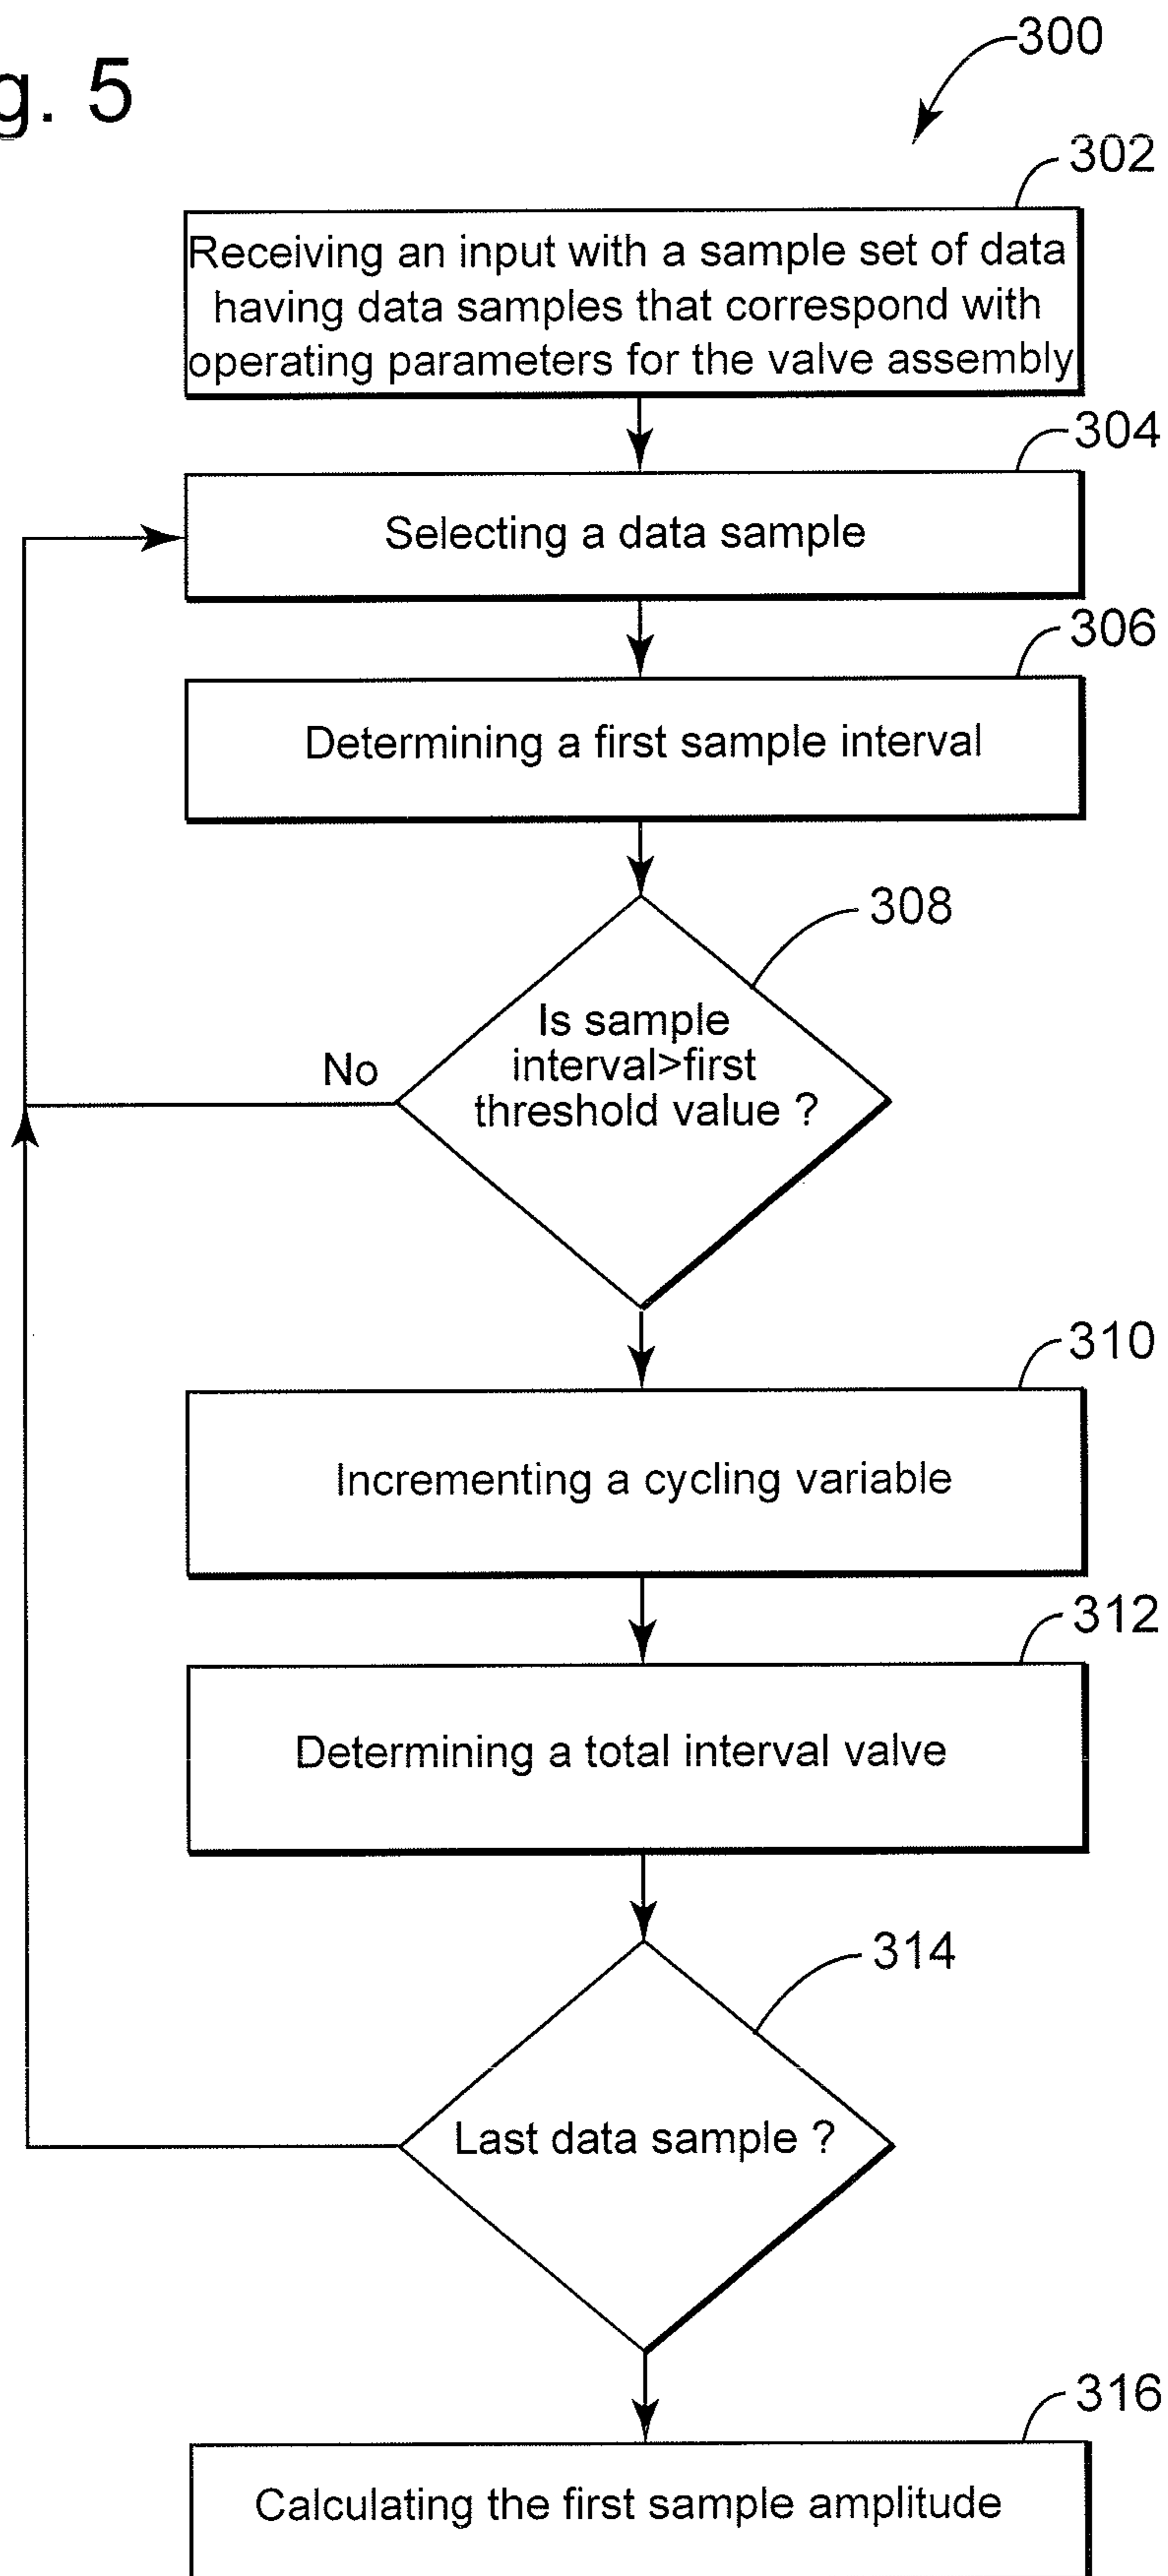 g. 5
300
302
Receiving an input with a sample set of data
having data samples that correspond with
operating parameters for the valve assembly
304
Selecting a data sample
306
Determining a first sample interval
308
Is sample
interval>first
threshold value ?
No
310
Incrementing a cycling variable
312
Determining a total interval valve
314
Last data sample ?
316
Calculating the first sample amplitude